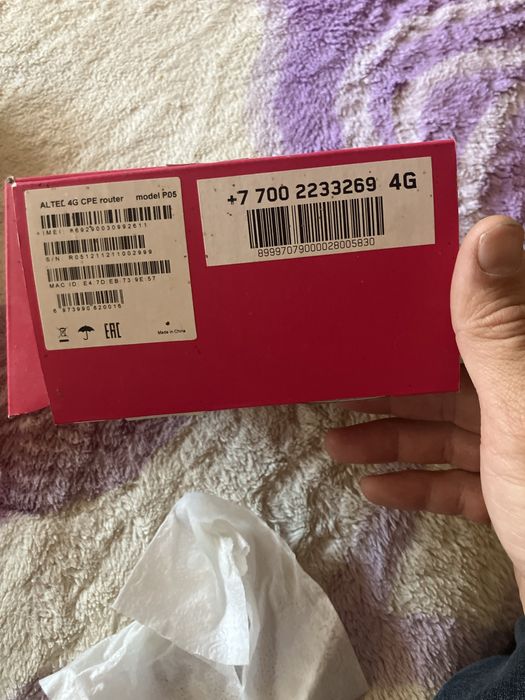 ALTEL 4G CPE router model P05
IMEI: 869290030992611
S/N: R051211211002999
MAC ID: E4:7D:EB:73:9E:57
6 973990 620016
EAC
Made in China
+7 700 2233269 4G
89997079000028005830